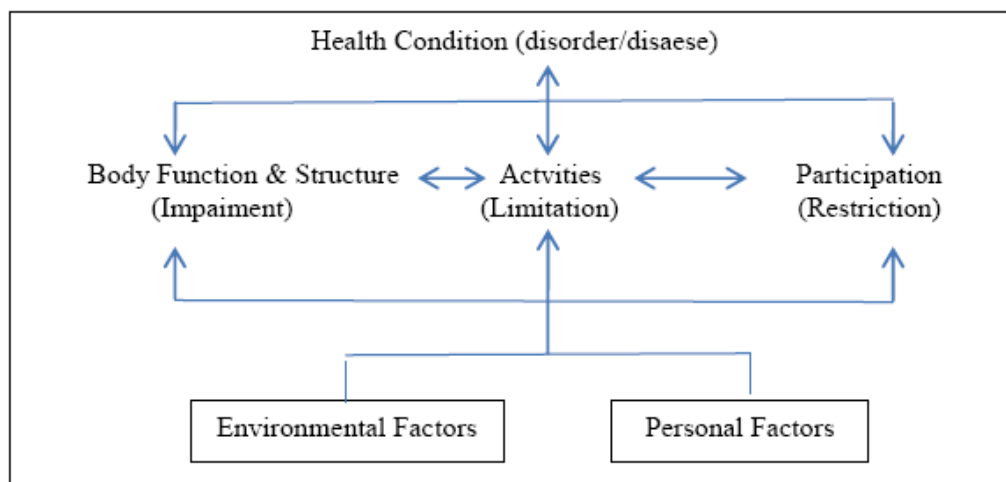 Health Condition (disorder/disaese)
Body Function & Structure
(Impaiment)
Actvities
(Limitation)
Participation
(Restriction)
Environmental Factors
Personal Factors